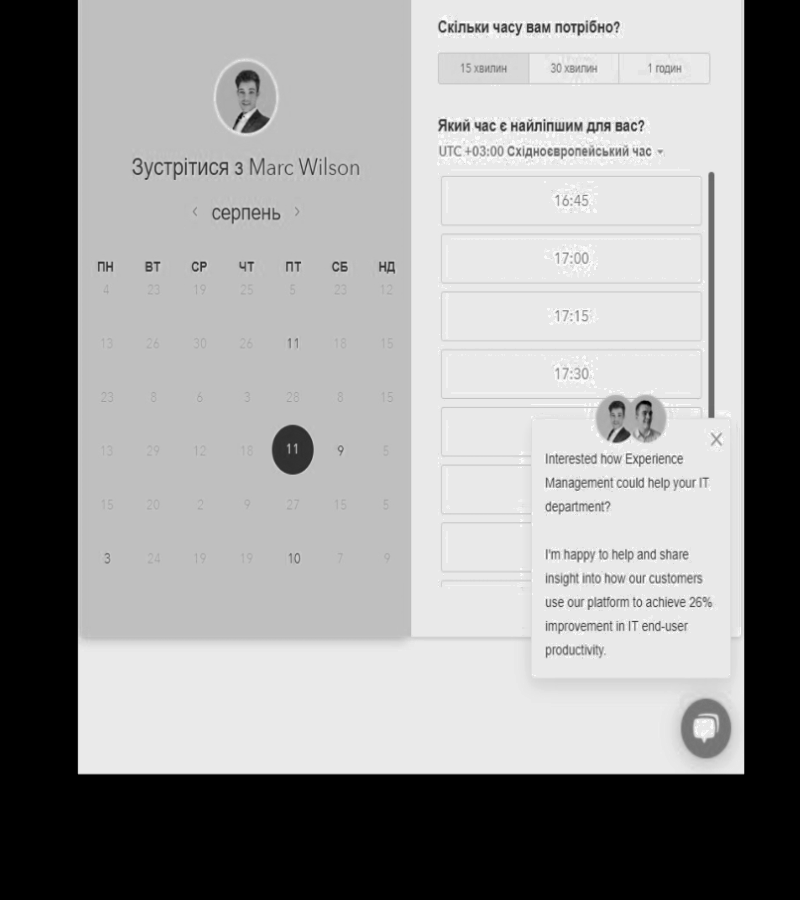 Зустрітися з Marc Wilson
серпень
ПН ВТ СР ЧТ ПТ СБ НД
4 23 19 25 5 23 12
13 26 30 26 11 18 15
23 8 6 3 28 8 15
13 29 12 18 11 9 5
15 20 2 9 27 15 5
3 24 19 19 10 7 9
Скільки часу вам потрібно?
15 хвилин 30 хвилин 1 годин
Який час є найліпшим для вас?
UTC +03:00 Східноєвропейський час
16:45
17:00
17:15
17:30
Interested how Experience
Management could help your IT
department?
I'm happy to help and share
insight into how our customers
use our platform to achieve 26%
improvement in IT end-user
productivity.